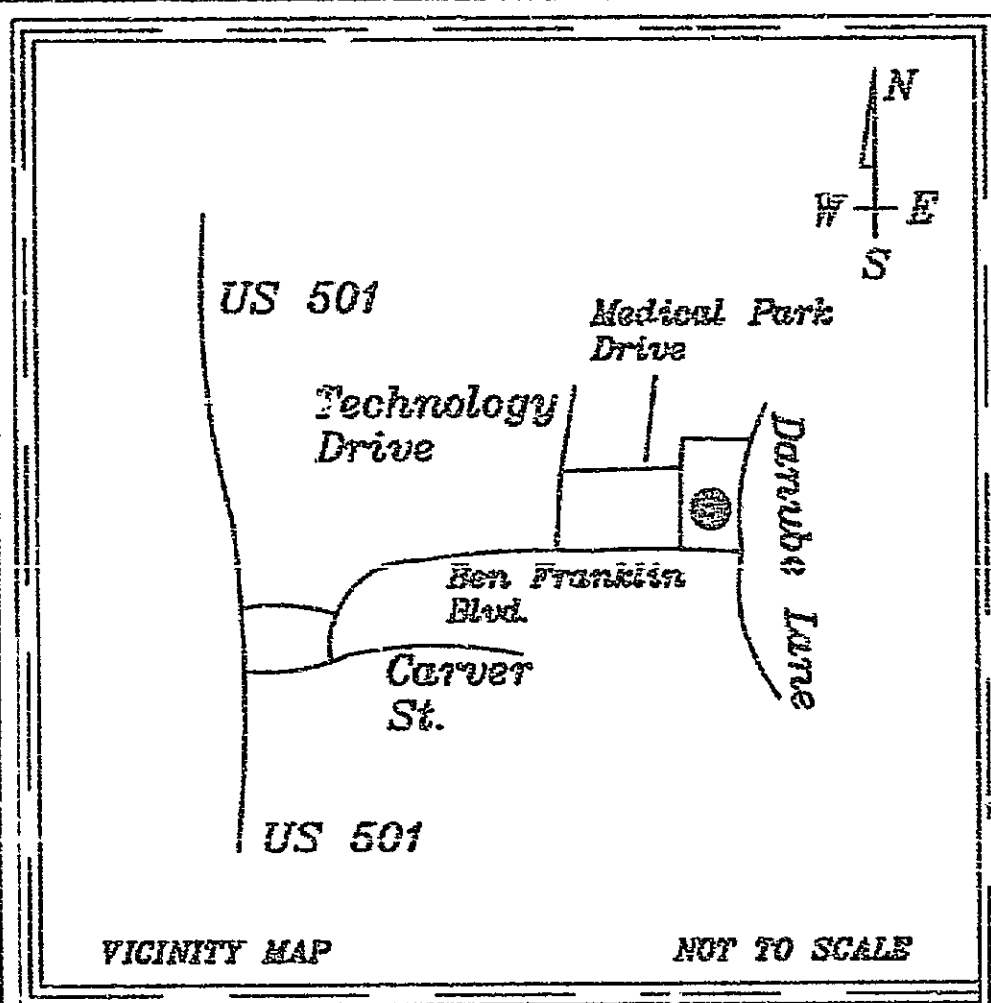 N
W E
S
US 501
Medical Park
Drive
Technology
Drive
Danube Lane
Ben Franklin
Blvd.
Carver
St.
US 501
VICINITY MAP
NOT TO SCALE